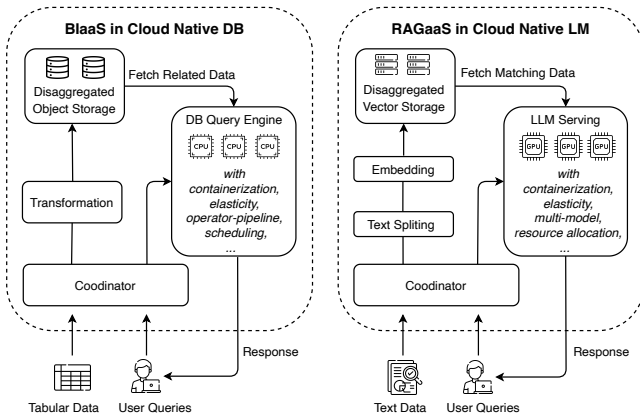 BIaaS in Cloud Native DB
Disaggregated
Object Storage
Fetch Related Data
DB Query Engine
CPU
CPU
CPU
with
containerization,
elasticity,
operator-pipeline,
scheduling,
...
Transformation
Coodinator
Response
Tabular Data
User Queries
RAGaaS in Cloud Native LM
Disaggregated
Vector Storage
Fetch Matching Data
LLM Serving
GPU
GPU
GPU
with
containerization,
elasticity,
multi-model,
resource allocation,
...
Embedding
Text Spliting
Coordinator
Response
Text Data
User Queries